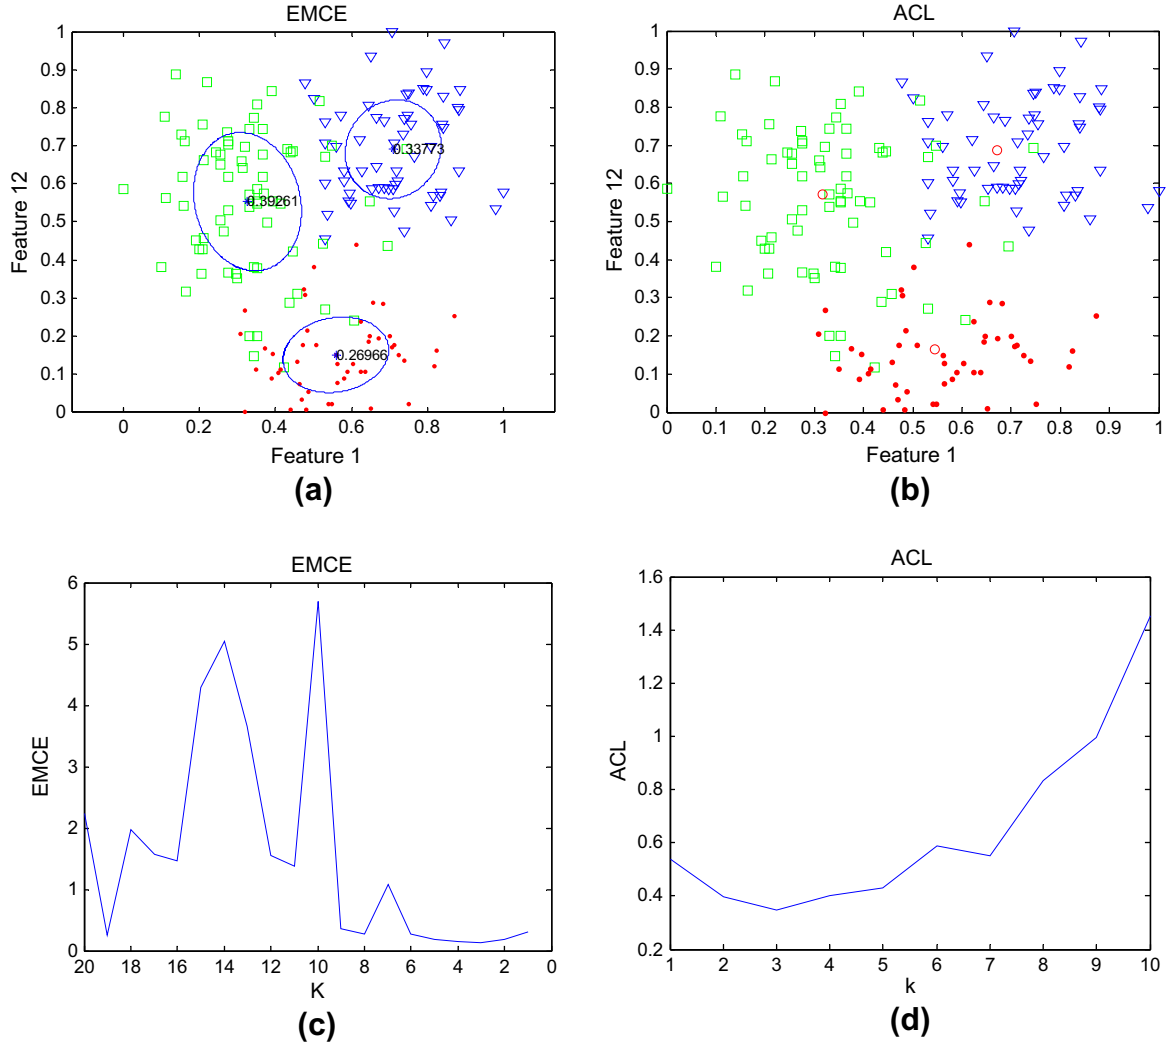 EMCE
ACL
1
0.9
0.8
0.7
0.6
0.5
0.4
0.3
0.2
0.1
0
Feature 12
0.33773
0.39261
0.26966
0 0.2 0.4 0.6 0.8 1
Feature 1
(a)
1
0.9
0.8
0.7
0.6
0.5
0.4
0.3
0.2
0.1
0
Feature 12
0 0.1 0.2 0.3 0.4 0.5 0.6 0.7 0.8 0.9 1
Feature 1
(b)
EMCE
6
5
4
3
2
1
0
EMCE
20 18 16 14 12 10 8 6 4 2 0
K
(c)
ACL
1.6
1.4
1.2
1
0.8
0.6
0.4
0.2
ACL
1 2 3 4 5 6 7 8 9 10
k
(d)